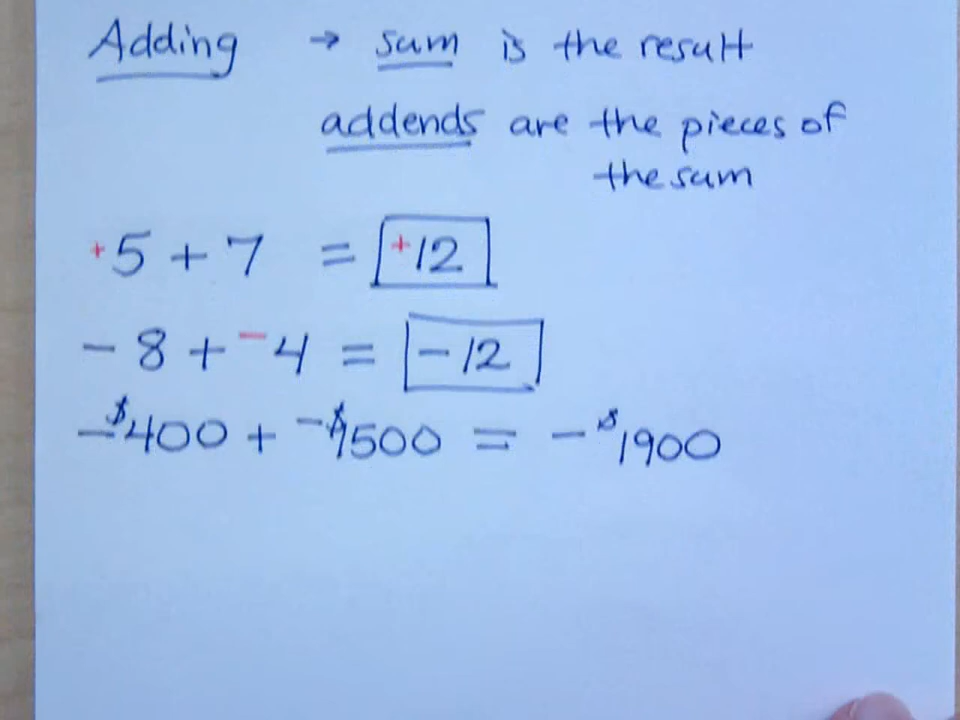 Adding → sum is the result
addends are the pieces of
the sum
+5 + 7 = +12
-8 + -4 = -12
-$400 + -$1500 = -$1900